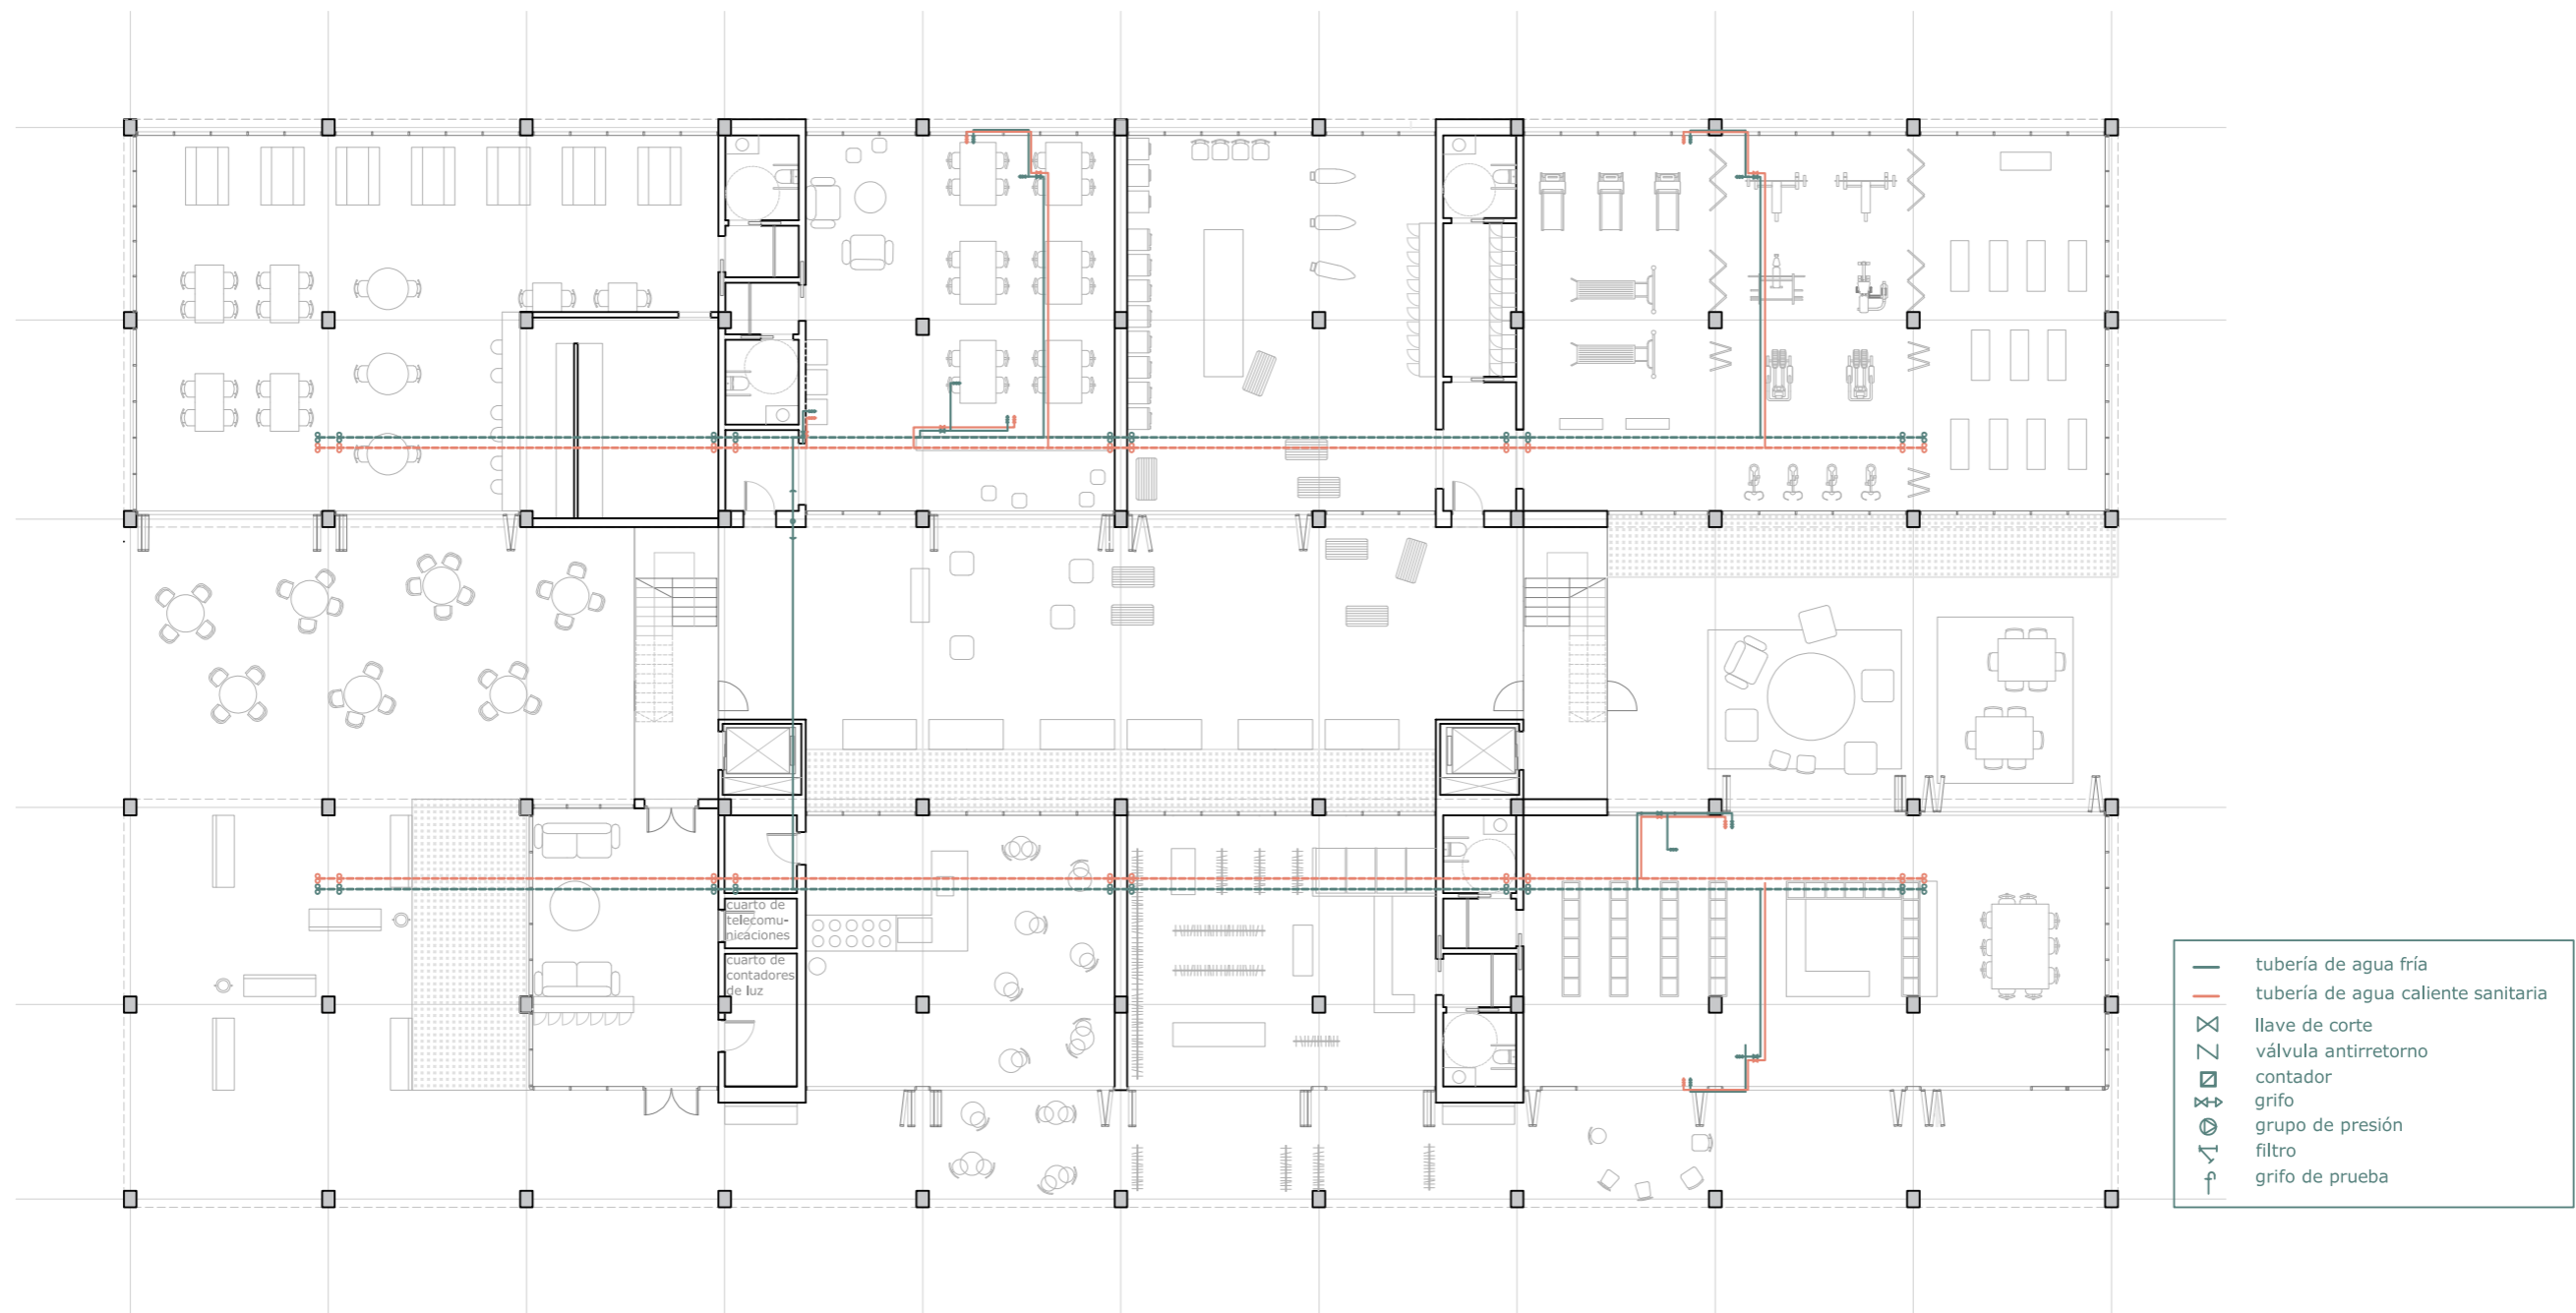 cuarto de
telecomu-
nicaciones
cuarto de
contadores
de luz
tubería de agua fría
tubería de agua caliente sanitaria
llave de corte
válvula antirretorno
contador
grifo
grupo de presión
filtro
grifo de prueba